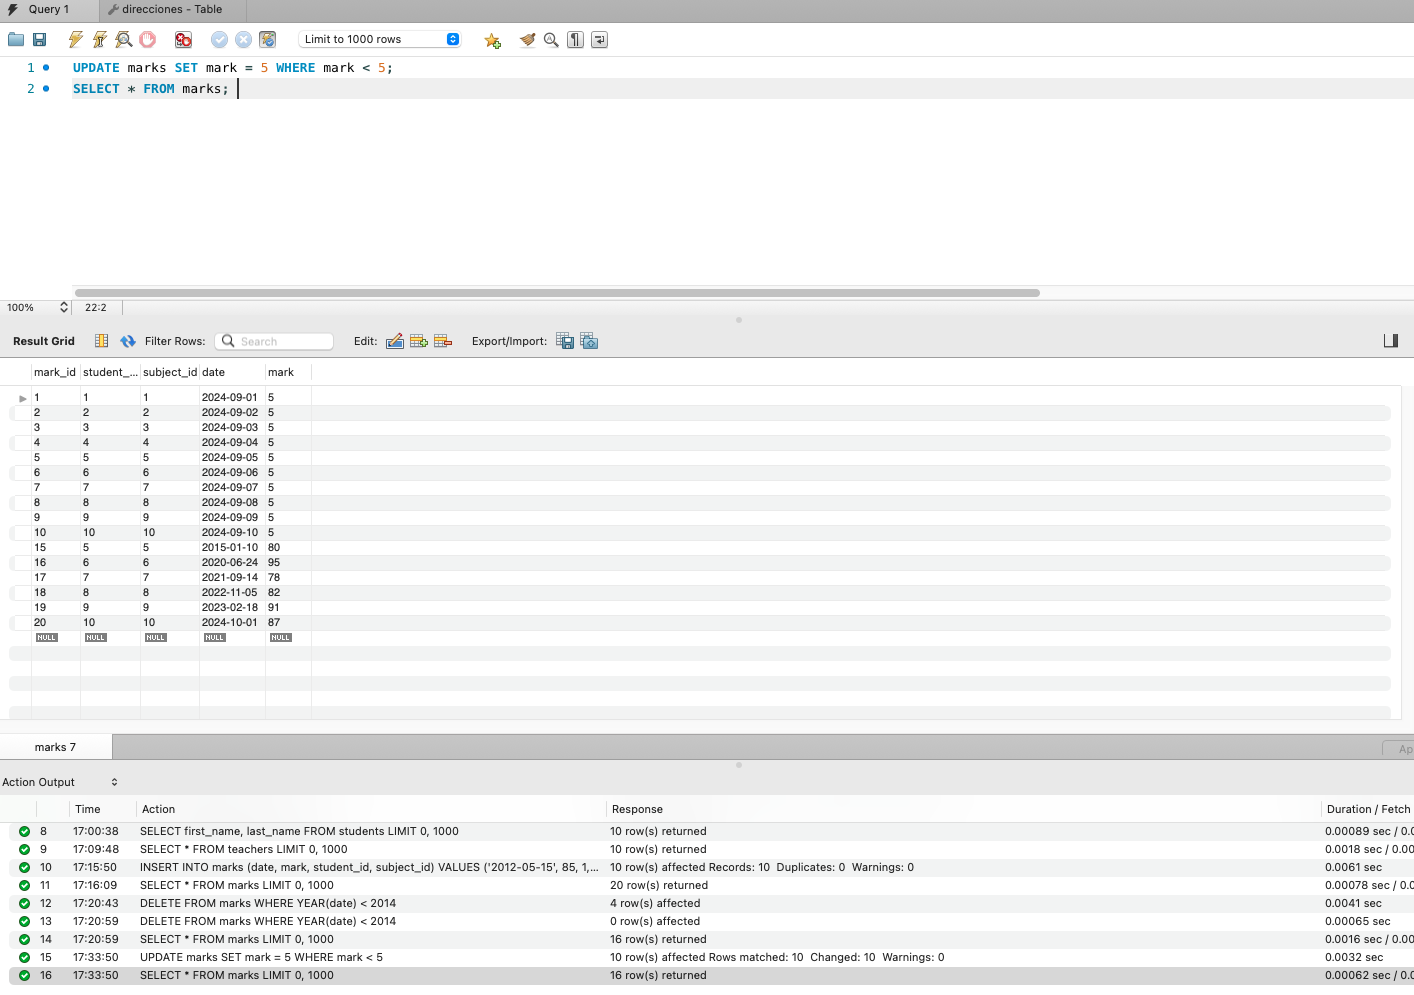 Query 1 direcciones - Table
Limit to 1000 rows
1 UPDATE marks SET mark = 5 WHERE mark < 5;
2 SELECT * FROM marks;
100% 22:2
Result Grid Filter Rows: Search Edit: Export/Import:
mark_id student_... subject_id date mark
1 1 1 2024-09-01 5
2 2 2 2024-09-02 5
3 3 3 2024-09-03 5
4 4 4 2024-09-04 5
5 5 5 2024-09-05 5
6 6 6 2024-09-06 5
7 7 7 2024-09-07 5
8 8 8 2024-09-08 5
9 9 9 2024-09-09 5
10 10 10 2024-09-10 5
15 5 5 2015-01-10 80
16 6 6 2020-06-24 95
17 7 7 2021-09-14 78
18 8 8 2022-11-05 82
19 9 9 2023-02-18 91
20 10 10 2024-10-01 87
NULL NULL NULL NULL NULL
marks 7 Ap
Action Output
Time Action Response Duration / Fetch
8 17:00:38 SELECT first_name, last_name FROM students LIMIT 0, 1000 10 row(s) returned 0.00089 sec / 0.0
9 17:09:48 SELECT * FROM teachers LIMIT 0, 1000 10 row(s) returned 0.0018 sec / 0.00
10 17:15:50 INSERT INTO marks (date, mark, student_id, subject_id) VALUES ('2012-05-15', 85, 1,... 10 row(s) affected Records: 10 Duplicates: 0 Warnings: 0 0.0061 sec
11 17:16:09 SELECT * FROM marks LIMIT 0, 1000 20 row(s) returned 0.00078 sec / 0.0
12 17:20:43 DELETE FROM marks WHERE YEAR(date) < 2014 4 row(s) affected 0.0041 sec
13 17:20:59 DELETE FROM marks WHERE YEAR(date) < 2014 0 row(s) affected 0.00065 sec
14 17:20:59 SELECT * FROM marks LIMIT 0, 1000 16 row(s) returned 0.0016 sec / 0.00
15 17:33:50 UPDATE marks SET mark = 5 WHERE mark < 5 10 row(s) affected Rows matched: 10 Changed: 10 Warnings: 0 0.0032 sec
16 17:33:50 SELECT * FROM marks LIMIT 0, 1000 16 row(s) returned 0.00062 sec / 0.0